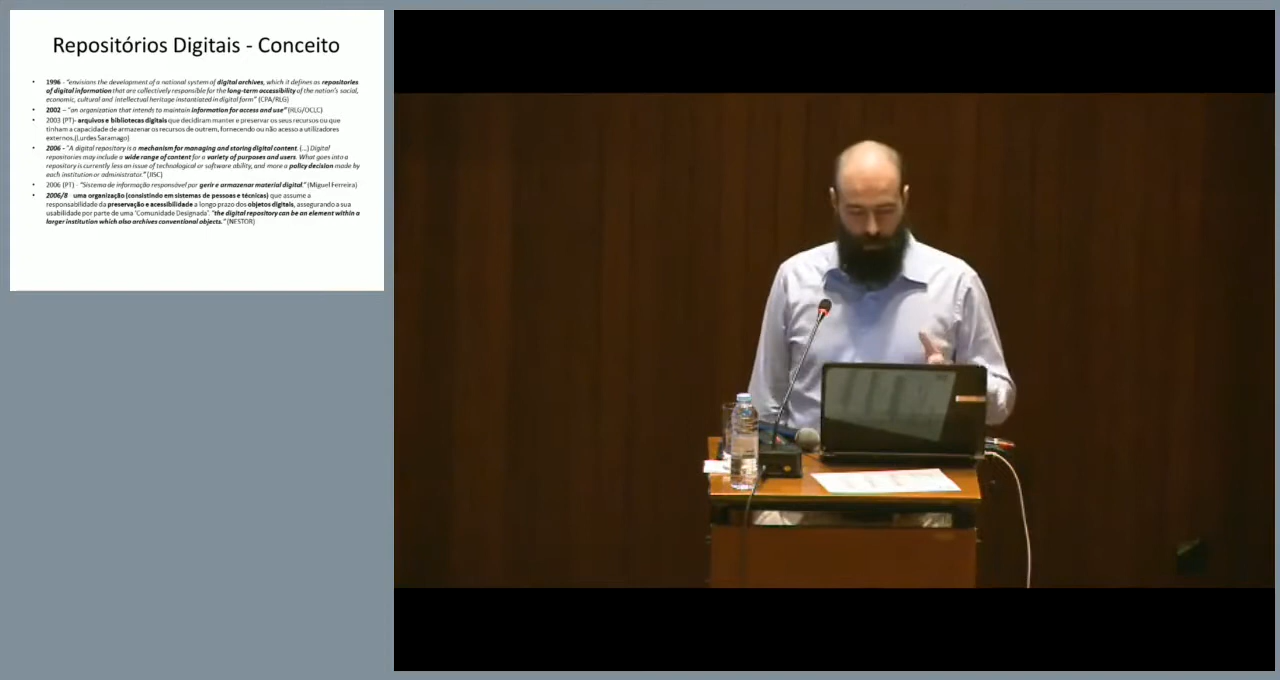 Repositórios Digitais - Conceito
• 1996 - "envisions the development of a national system of digital archives, which it defines as repositories
of digital information that are collectively responsible for the long-term accessibility of the nation's social,
economic, cultural and intellectual heritage instantiated in digital form" (CPA/RLG)
• 2002 – "an organization that intends to maintain information for access and use" (RLG/OCLC)
• 2003 (PT)- arquivos e bibliotecas digitais que decidiram manter e preservar os seus recursos ou que
tinham a capacidade de armazenar os recursos de outrem, fornecendo ou não acesso a utilizadores
externos.(Lurdes Saramago)
• 2006 - "A digital repository is a mechanism for managing and storing digital content. (...) Digital
repositories may include a wide range of content for a variety of purposes and users. What goes into a
repository is currently less an issue of technological or software ability, and more a policy decision made by
each institution or administrator." (JISC)
• 2006 (PT) - "Sistema de informação responsável por gerir e armazenar material digital." (Miguel Ferreira)
• 2006/8 - uma organização (consistindo em sistemas de pessoas e técnicas) que assume a
responsabilidade da preservação e acessibilidade a longo prazo dos objetos digitais, assegurando a sua
usabilidade por parte de uma 'Comunidade Designada'. "the digital repository can be an element within a
larger institution which also archives conventional objects." (NESTOR)